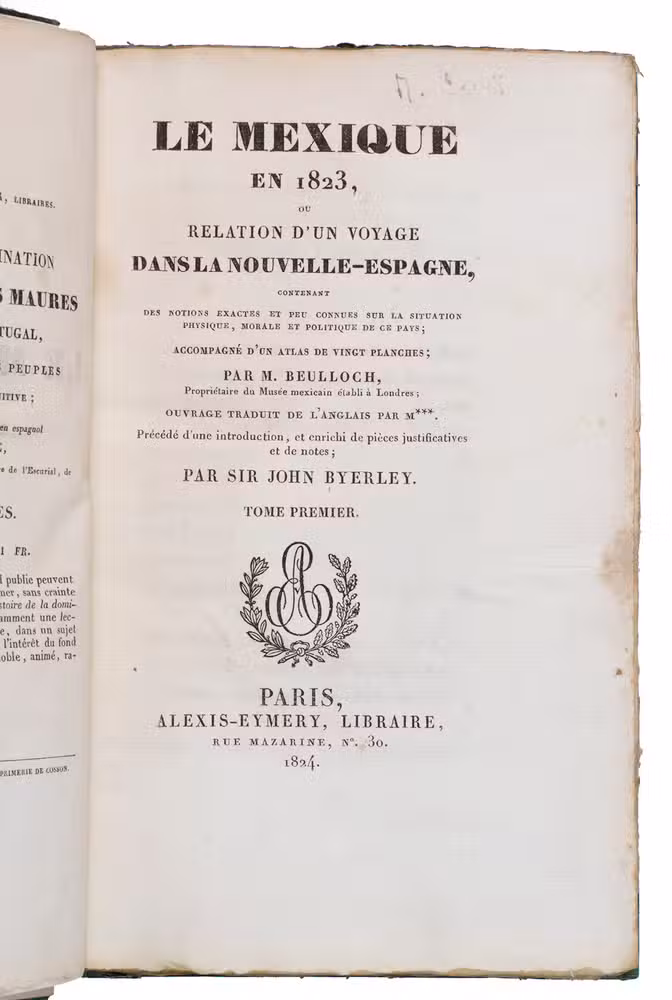 , LIBRAIRES.
INATION
MAURES
TUGAL,
PEUPLES
ITIVE ;
en espagnol
de l'Escurial, de
ES.
FR.
public peuvent
ner, sans crainte
stoire de la domi-
amment une lec-
e, dans un sujet
l'intérêt du fond
oble, animé, ra-
PRIMERIE DE COSSON.
LE MEXIQUE
EN 1823,
OU
RELATION D'UN VOYAGE
DANS LA NOUVELLE-ESPAGNE,
CONTENANT
DES NOTIONS EXACTES ET PEU CONNUES SUR LA SITUATION
PHYSIQUE, MORALE ET POLITIQUE DE CE PAYS ;
ACCOMPAGNÉ D'UN ATLAS DE VINGT PLANCHES ;
PAR M. BEULLOCH,
Propriétaire du Musée mexicain établi à Londres ;
OUVRAGE TRADUIT DE L'ANGLAIS PAR M***.
Précédé d'une introduction, et enrichi de pièces justificatives
et de notes ;
PAR SIR JOHN BYERLEY.
TOME PREMIER.
PARIS,
ALEXIS-EYMERY, LIBRAIRE,
RUE MAZARINE, N°. 30.
1824.